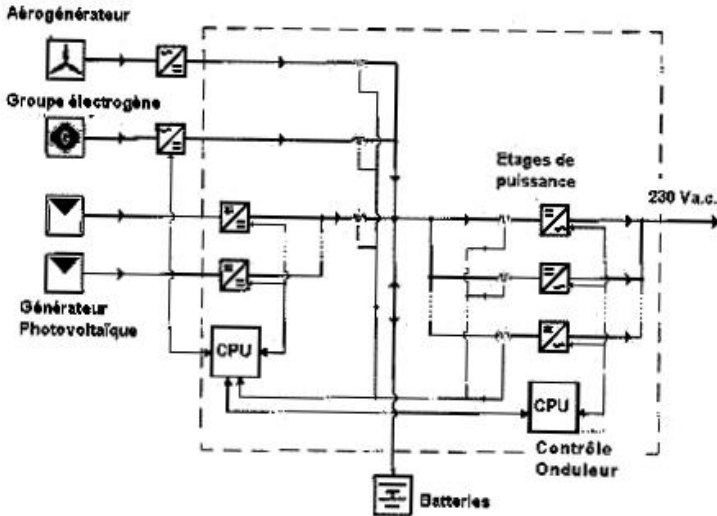 Aérogénérateur
Groupe électrogène
G
Etages de
puissance
230 Va.c.
Générateur
Photovoltaïque
CPU
CPU
Contrôle
Onduleur
Batteries